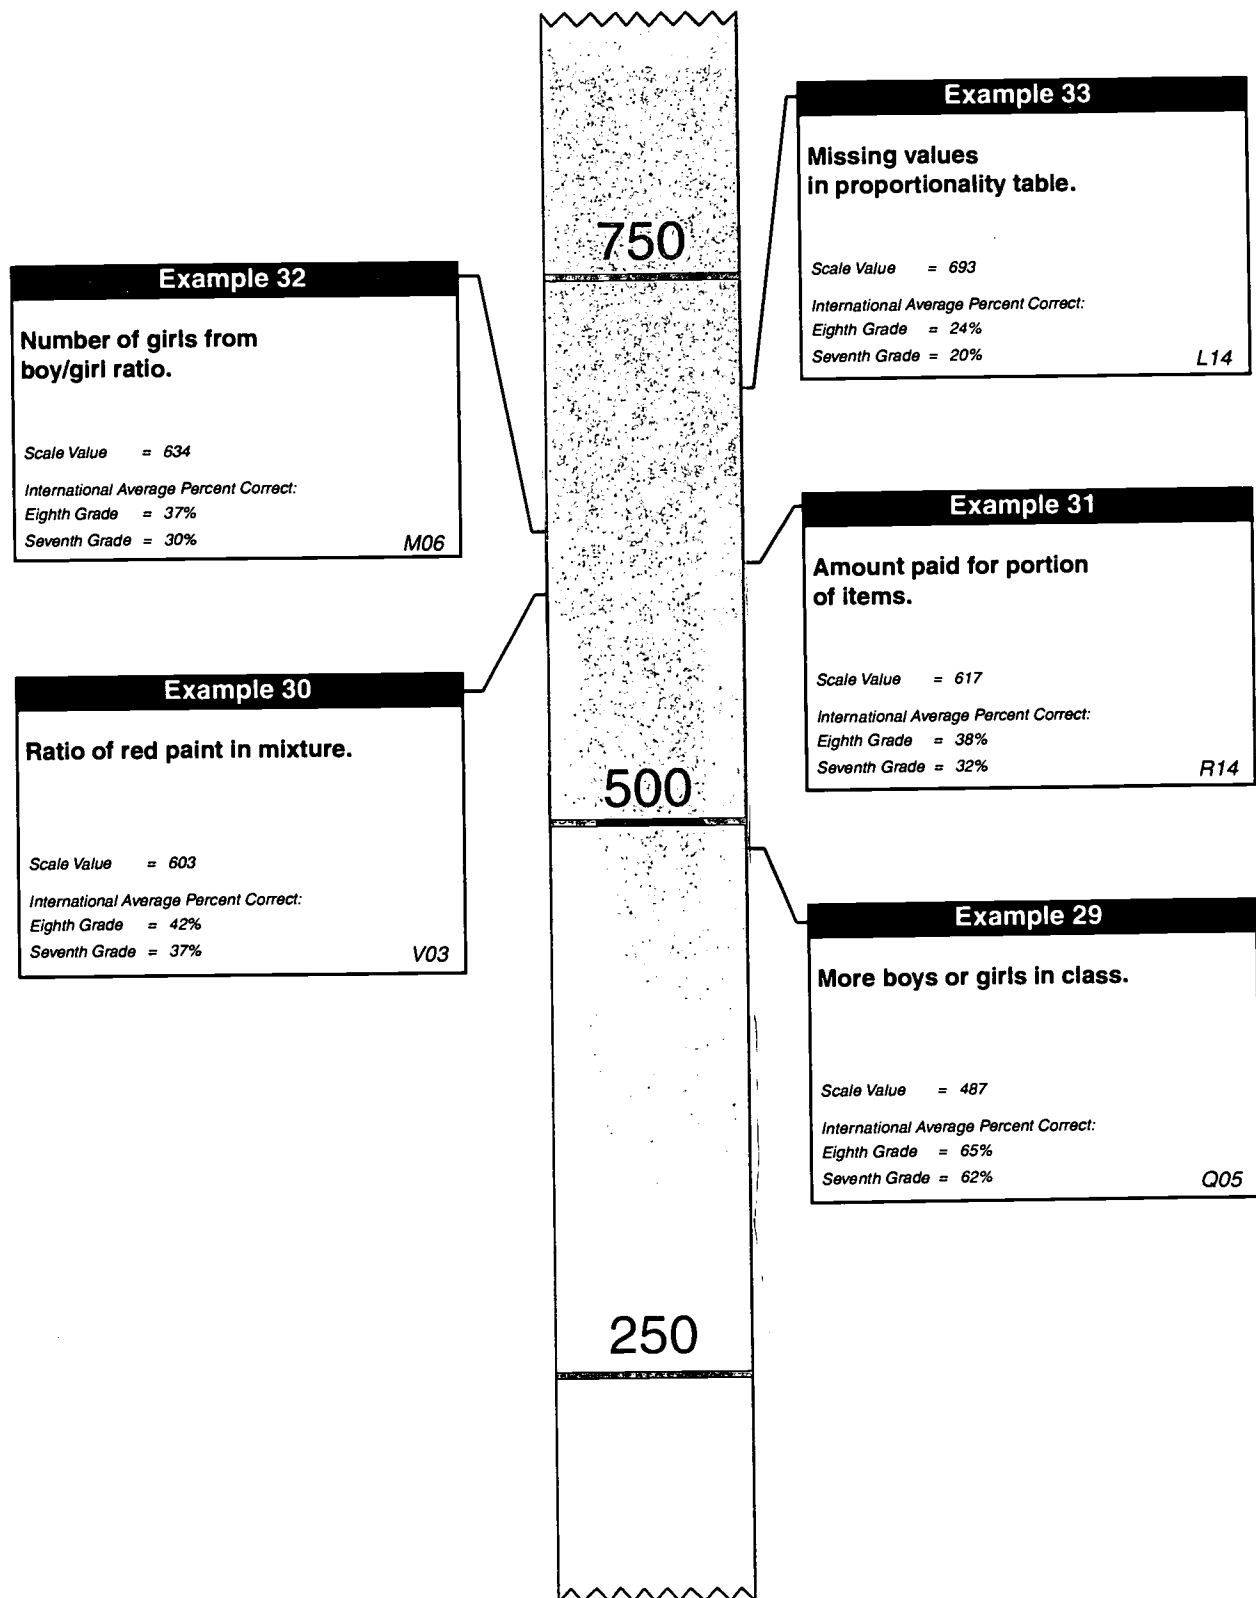 750
500
250
Example 33
Missing values
in proportionality table.
Scale Value = 693
International Average Percent Correct:
Eighth Grade = 24%
Seventh Grade = 20%
L14
Example 32
Number of girls from
boy/girl ratio.
Scale Value = 634
International Average Percent Correct:
Eighth Grade = 37%
Seventh Grade = 30%
M06
Example 31
Amount paid for portion
of items.
Scale Value = 617
International Average Percent Correct:
Eighth Grade = 38%
Seventh Grade = 32%
R14
Example 30
Ratio of red paint in mixture.
Scale Value = 603
International Average Percent Correct:
Eighth Grade = 42%
Seventh Grade = 37%
V03
Example 29
More boys or girls in class.
Scale Value = 487
International Average Percent Correct:
Eighth Grade = 65%
Seventh Grade = 62%
Q05